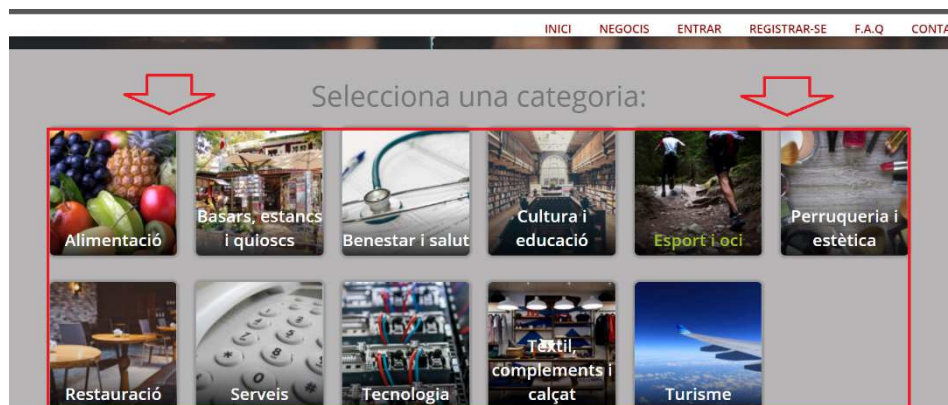 INICI NEGOCIS ENTRAR REGISTRAR-SE F.A.Q
Selecciona una categoria:
Alimentació
Basars, estancs
i quioscs
Benestar i salut
Cultura i
educació
Esport i oci
Perruqueria i
estètica
Restauració
Serveis
Tecnologia
Tèxtil,
complements i
calçat
Turisme